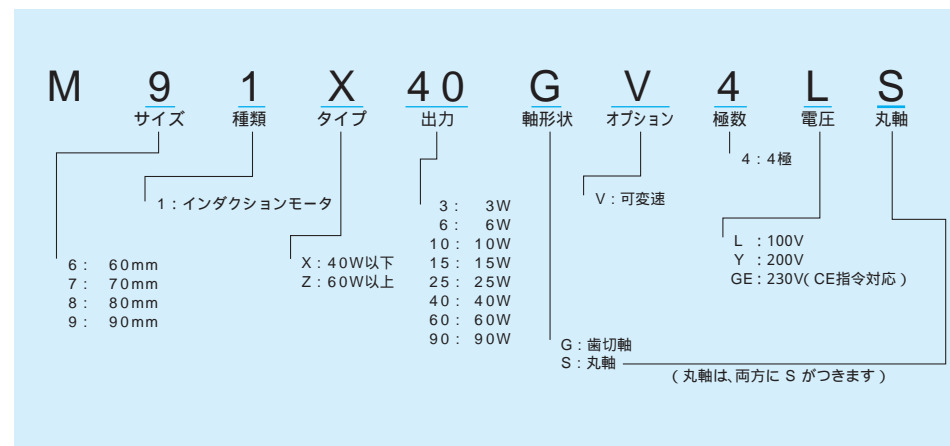 M 9 1 X 40 G V 4 L S
サイズ 種類 タイプ 出力 軸形状 オプション 極数 電圧 丸軸
4：4極
1：インダクションモータ
V：可変速
3： 3W
6： 6W
10：10W
15：15W
25：25W
40：40W
60：60W
90：90W
L ：100V
Y ：200V
GE：230V(CE指令対応)
X：40W以下
Z：60W以上
6： 60mm
7： 70mm
8： 80mm
9： 90mm
G：歯切軸
S：丸軸
(丸軸は、両方に S がつきます)